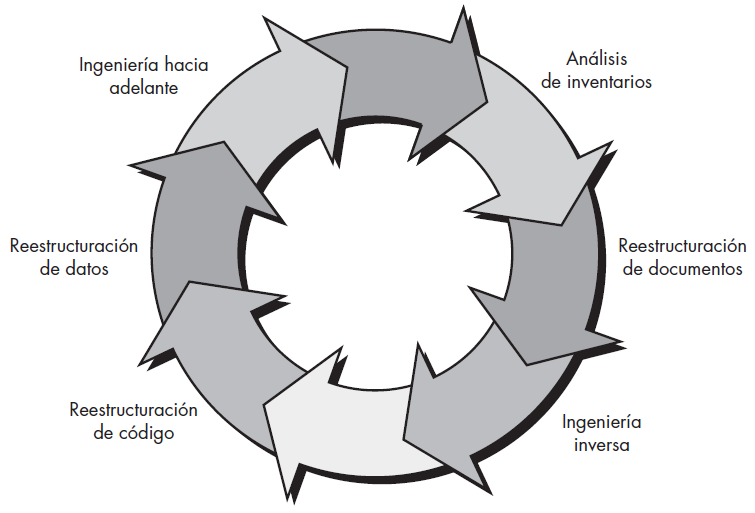 Ingeniería hacia
adelante
Análisis
de inventarios
Reestructuración
de datos
Reestructuración
de documentos
Reestructuración
de código
Ingeniería
inversa